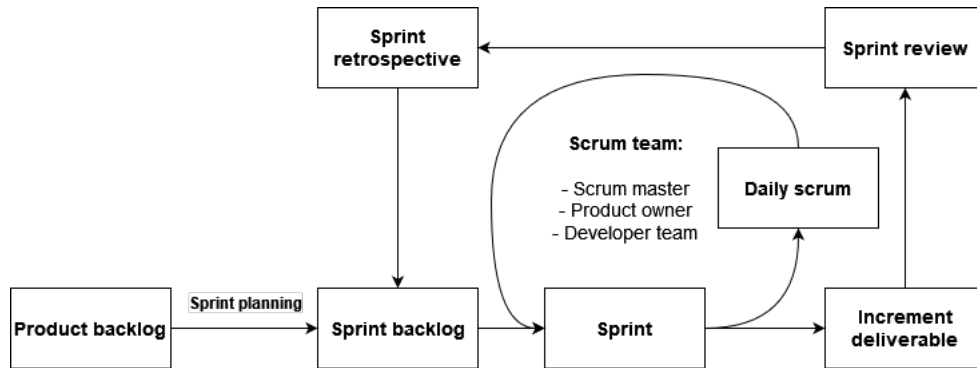 Sprint
retrospective
Sprint review
Scrum team:
- Scrum master
- Product owner
- Developer team
Daily scrum
Product backlog
Sprint planning
Sprint backlog
Sprint
Increment
deliverable